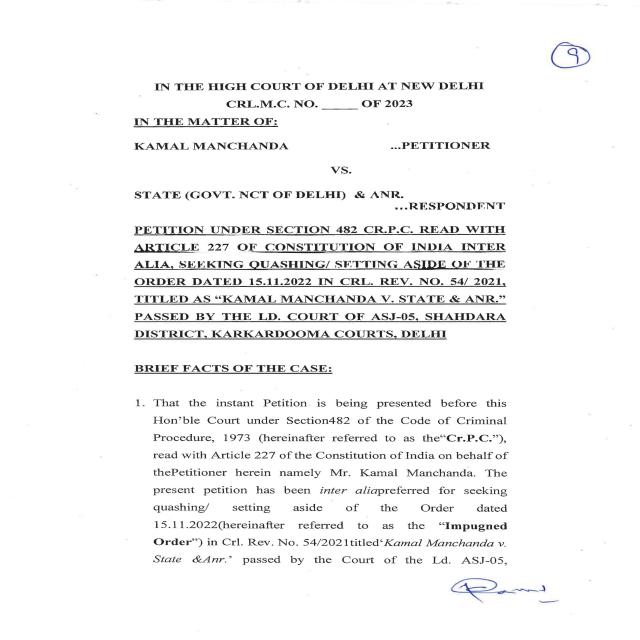 9
IN THE HIGH COURT OF DELHI AT NEW DELHI
CRL.M.C. NO. _____ OF 2023
IN THE MATTER OF:
KAMAL MANCHANDA ...PETITIONER
VS.
STATE (GOVT. NCT OF DELHI) & ANR.
...RESPONDENT
PETITION UNDER SECTION 482 CR.P.C. READ WITH
ARTICLE 227 OF CONSTITUTION OF INDIA INTER
ALIA, SEEKING QUASHING/ SETTING ASIDE OF THE
ORDER DATED 15.11.2022 IN CRL. REV. NO. 54/ 2021,
TITLED AS “KAMAL MANCHANDA V. STATE & ANR.”
PASSED BY THE LD. COURT OF ASJ-05, SHAHDARA
DISTRICT, KARKARDOOMA COURTS, DELHI
BRIEF FACTS OF THE CASE:
1. That the instant Petition is being presented before this
Hon’ble Court under Section482 of the Code of Criminal
Procedure, 1973 (hereinafter referred to as the“Cr.P.C.”),
read with Article 227 of the Constitution of India on behalf of
thePetitioner herein namely Mr. Kamal Manchanda. The
present petition has been inter aliapreferred for seeking
quashing/ setting aside of the Order dated
15.11.2022(hereinafter referred to as the “Impugned
Order”) in Crl. Rev. No. 54/2021titled‘Kamal Manchanda v.
State &Anr.’ passed by the Court of the Ld. ASJ-05,